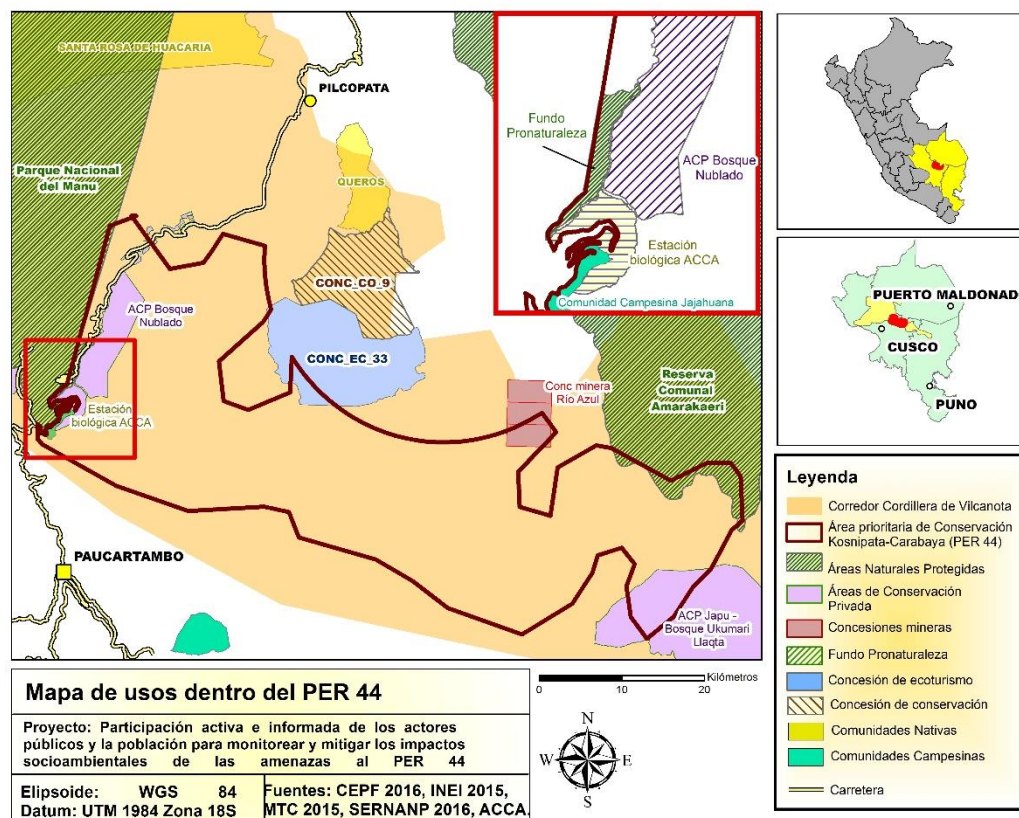 SANTA ROSA DE HUACARIA
PILCOPATA
Parque Nacional
del Manu
QUEROS
CONC_CO_9
ACP Bosque
Nublado
CONC_EC_33
Conc minera
Río Azul
Reserva
Comunal
Amarakaeri
Estación
biológica ACCA
PAUCARTAMBO
ACP Japu -
Bosque Ukumari
Llaqta
Fundo
Pronaturaleza
ACP Bosque
Nublado
Estación
biológica ACCA
Comunidad Campesina Jajahuana
PUERTO MALDONADO
CUSCO
PUNO
Leyenda
Corredor Cordillera de Vilcanota
Área prioritaria de Conservación
Kosnipata-Carabaya (PER 44)
Áreas Naturales Protegidas
Áreas de Conservación
Privada
Concesiones mineras
Fundo Pronaturaleza
Concesión de ecoturismo
Concesión de conservación
Comunidades Nativas
Comunidades Campesinas
Carretera
Mapa de usos dentro del PER 44
Proyecto: Participación activa e informada de los actores
públicos y la población para monitorear y mitigar los impactos
socioambientales de las amenazas al PER 44
Elipsoide: WGS 84
Datum: UTM 1984 Zona 18S
Fuentes: CEPF 2016, INEI 2015,
MTC 2015, SERNANP 2016, ACCA.
0 10 20 Kilómetros
N
W E
S